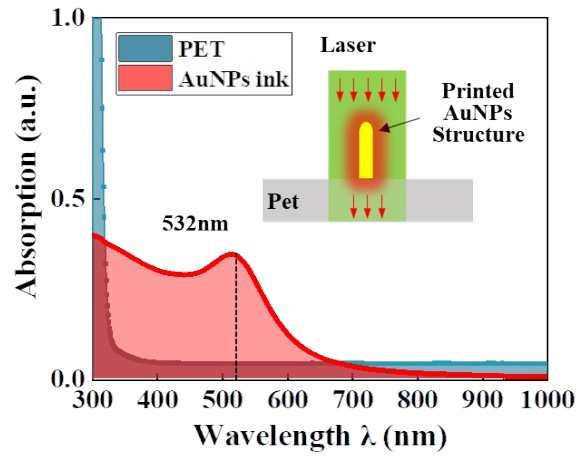 PET
AuNPs ink
Laser
Printed
AuNPs
Structure
Pet
532nm
Absorption (a.u.)
1.0
0.5
0.0
300 400 500 600 700 800 900 1000
Wavelength λ (nm)